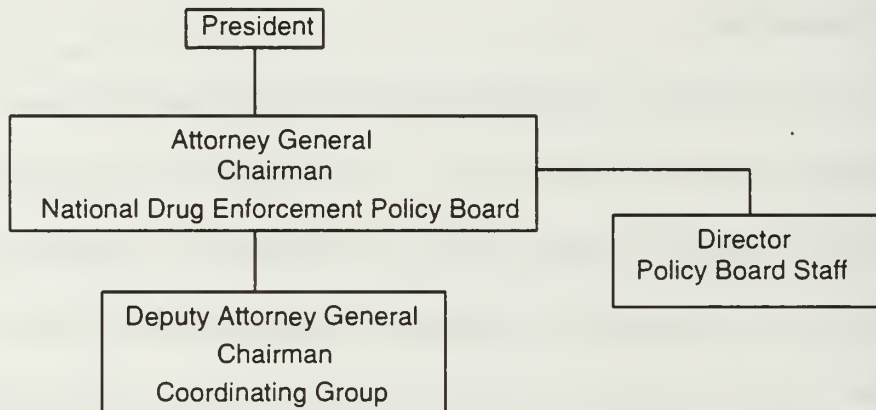 President
Attorney General
Chairman
National Drug Enforcement Policy Board
Director
Policy Board Staff
Deputy Attorney General
Chairman
Coordinating Group